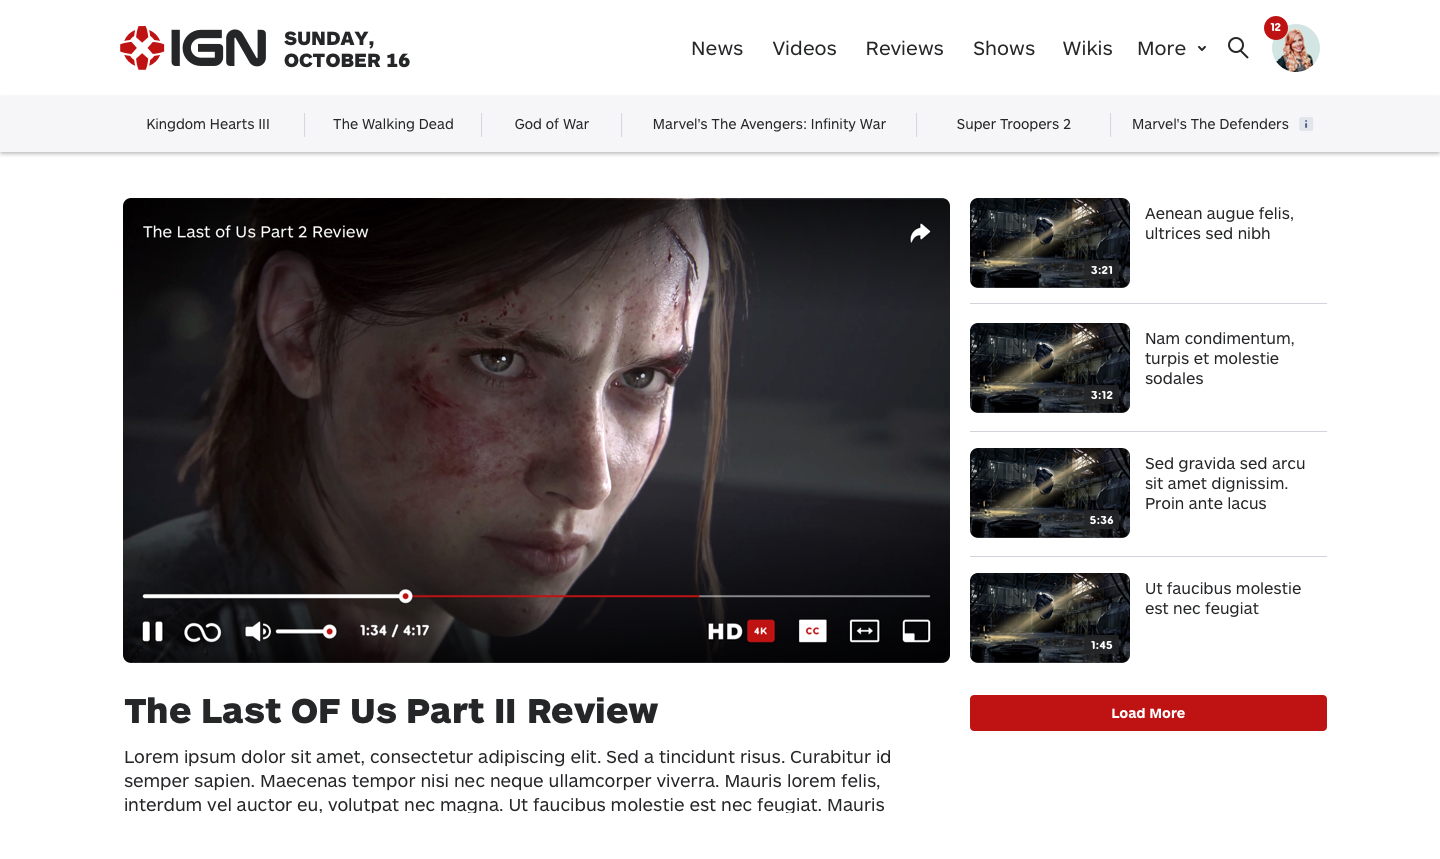 IGN
SUNDAY,
OCTOBER 16
News
Videos
Reviews
Shows
Wikis
More
12
Kingdom Hearts III
The Walking Dead
God of War
Marvel's The Avengers: Infinity War
Super Troopers 2
Marvel's The Defenders
i
The Last of Us Part 2 Review
1:34 / 4:17
HD
4K
CC
3:21
Aenean augue felis,
ultrices sed nibh
3:12
Nam condimentum,
turpis et molestie
sodales
5:36
Sed gravida sed arcu
sit amet dignissim.
Proin ante lacus
1:45
Ut faucibus molestie
est nec feugiat
Load More
The Last OF Us Part II Review
Lorem ipsum dolor sit amet, consectetur adipiscing elit. Sed a tincidunt risus. Curabitur id
semper sapien. Maecenas tempor nisi nec neque ullamcorper viverra. Mauris lorem felis,
interdum vel auctor eu, volutpat nec magna. Ut faucibus molestie est nec feugiat. Mauris